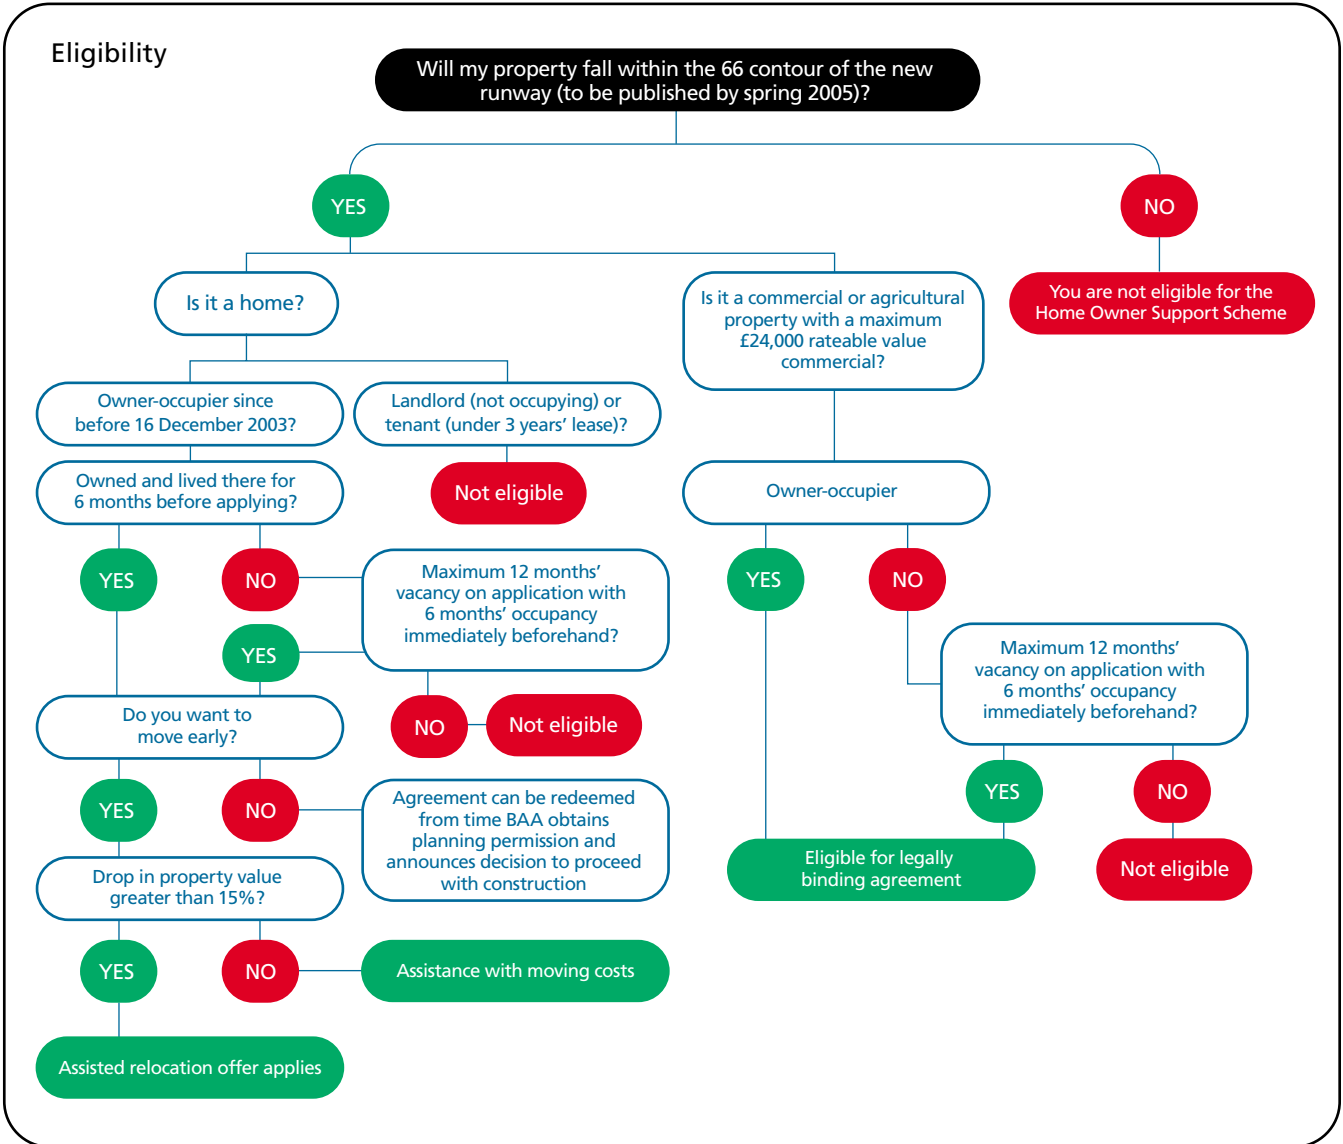 Eligibility
Will my property fall within the 66 contour of the new
runway (to be published by spring 2005)?
YES
NO
Is it a home?
Is it a commercial or agricultural
property with a maximum
£24,000 rateable value
commercial?
You are not eligible for the
Home Owner Support Scheme
Owner-occupier since
before 16 December 2003?
Landlord (not occupying) or
tenant (under 3 years' lease)?
Owned and lived there for
6 months before applying?
Not eligible
Owner-occupier
YES
NO
Maximum 12 months'
vacancy on application with
6 months' occupancy
immediately beforehand?
YES
NO
YES
Maximum 12 months'
vacancy on application with
6 months' occupancy
immediately beforehand?
Do you want to
move early?
NO
Not eligible
YES
NO
Agreement can be redeemed
from time BAA obtains
planning permission and
announces decision to proceed
with construction
YES
NO
Drop in property value
greater than 15%?
Eligible for legally
binding agreement
Not eligible
YES
NO
Assistance with moving costs
Assisted relocation offer applies